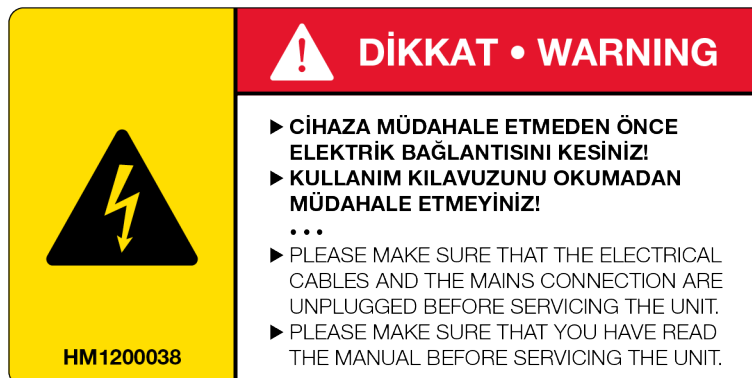 DİKKAT • WARNING
▶ CİHAZA MÜDAHALE ETMEDEN ÖNCE
ELEKTRİK BAĞLANTISINI KESİNİZ!
▶ KULLANIM KILAVUZUNU OKUMADAN
MÜDAHALE ETMEYİNİZ!
• • •
▶ PLEASE MAKE SURE THAT THE ELECTRICAL
CABLES AND THE MAINS CONNECTION ARE
UNPLUGGED BEFORE SERVICING THE UNIT.
▶ PLEASE MAKE SURE THAT YOU HAVE READ
THE MANUAL BEFORE SERVICING THE UNIT.
HM1200038